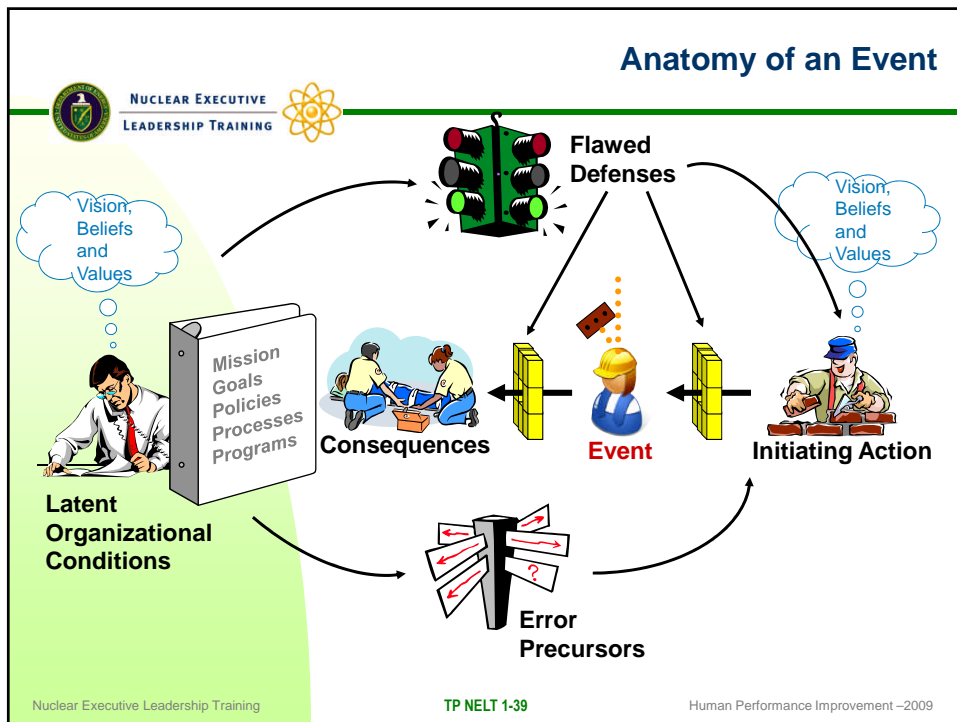 Anatomy of an Event
NUCLEAR EXECUTIVE
LEADERSHIP TRAINING
Flawed
Defenses
Vision,
Beliefs
and
Values
Vision,
Beliefs
and
Values
Mission
Goals
Policies
Processes
Programs
Consequences
Event
Initiating Action
Latent
Organizational
Conditions
?
Error
Precursors
Nuclear Executive Leadership Training
TP NELT 1-39
Human Performance Improvement –2009